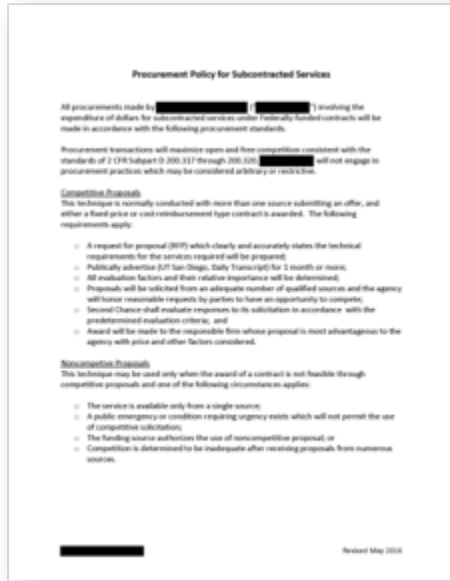 Procurement Policy for Subcontracted Services
All procurements made by (" ") involving the
expenditure of dollars for subcontracted services under Federally funded contracts will be
made in accordance with the following procurement standards.
Procurement transactions will maximize open and free competition consistent with the
standards of 2 CFR Subpart D 200.317 through 200.326. will not engage in
procurement practices which may be considered arbitrary or restrictive.
Competitive Proposals
This technique is normally conducted with more than one source submitting an offer, and
either a fixed price or cost reimbursement type contract is awarded. The following
requirements apply:
○ A request for proposal (RFP) which clearly and accurately states the technical
requirements for the services required will be prepared;
○ Publically advertise (UT San Diego, Daily Transcript) for 1 month or more;
○ All evaluation factors and their relative importance will be determined;
○ Proposals will be solicited from an adequate number of qualified sources and the agency
will honor reasonable requests by parties to have an opportunity to compete;
○ Second Chance shall evaluate responses to its solicitation in accordance with the
predetermined evaluation criteria; and
○ Award will be made to the responsible firm whose proposal is most advantageous to the
agency with price and other factors considered.
Noncompetitive Proposals
This technique may be used only when the award of a contract is not feasible through
competitive proposals and one of the following circumstances applies:
○ The service is available only from a single source;
○ A public emergency or condition requiring urgency exists which will not permit the use
of competitive solicitation;
○ The funding source authorizes the use of noncompetitive proposal; or
○ Competition is determined to be inadequate after receiving proposals from numerous
sources.
Revised May 2016